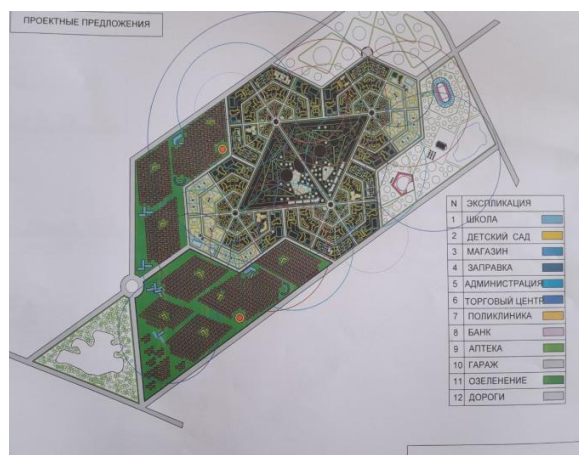 ПРОЕКТНЫЕ ПРЕДЛОЖЕНИЯ
N ЭКСПЛИКАЦИЯ
1 ШКОЛА
2 ДЕТСКИЙ САД
3 МАГАЗИН
4 ЗАПРАВКА
5 АДМИНИСТРАЦИЯ
6 ТОРГОВЫЙ ЦЕНТР
7 ПОЛИКЛИНИКА
8 БАНК
9 АПТЕКА
10 ГАРАЖ
11 ОЗЕЛЕНЕНИЕ
12 ДОРОГИ